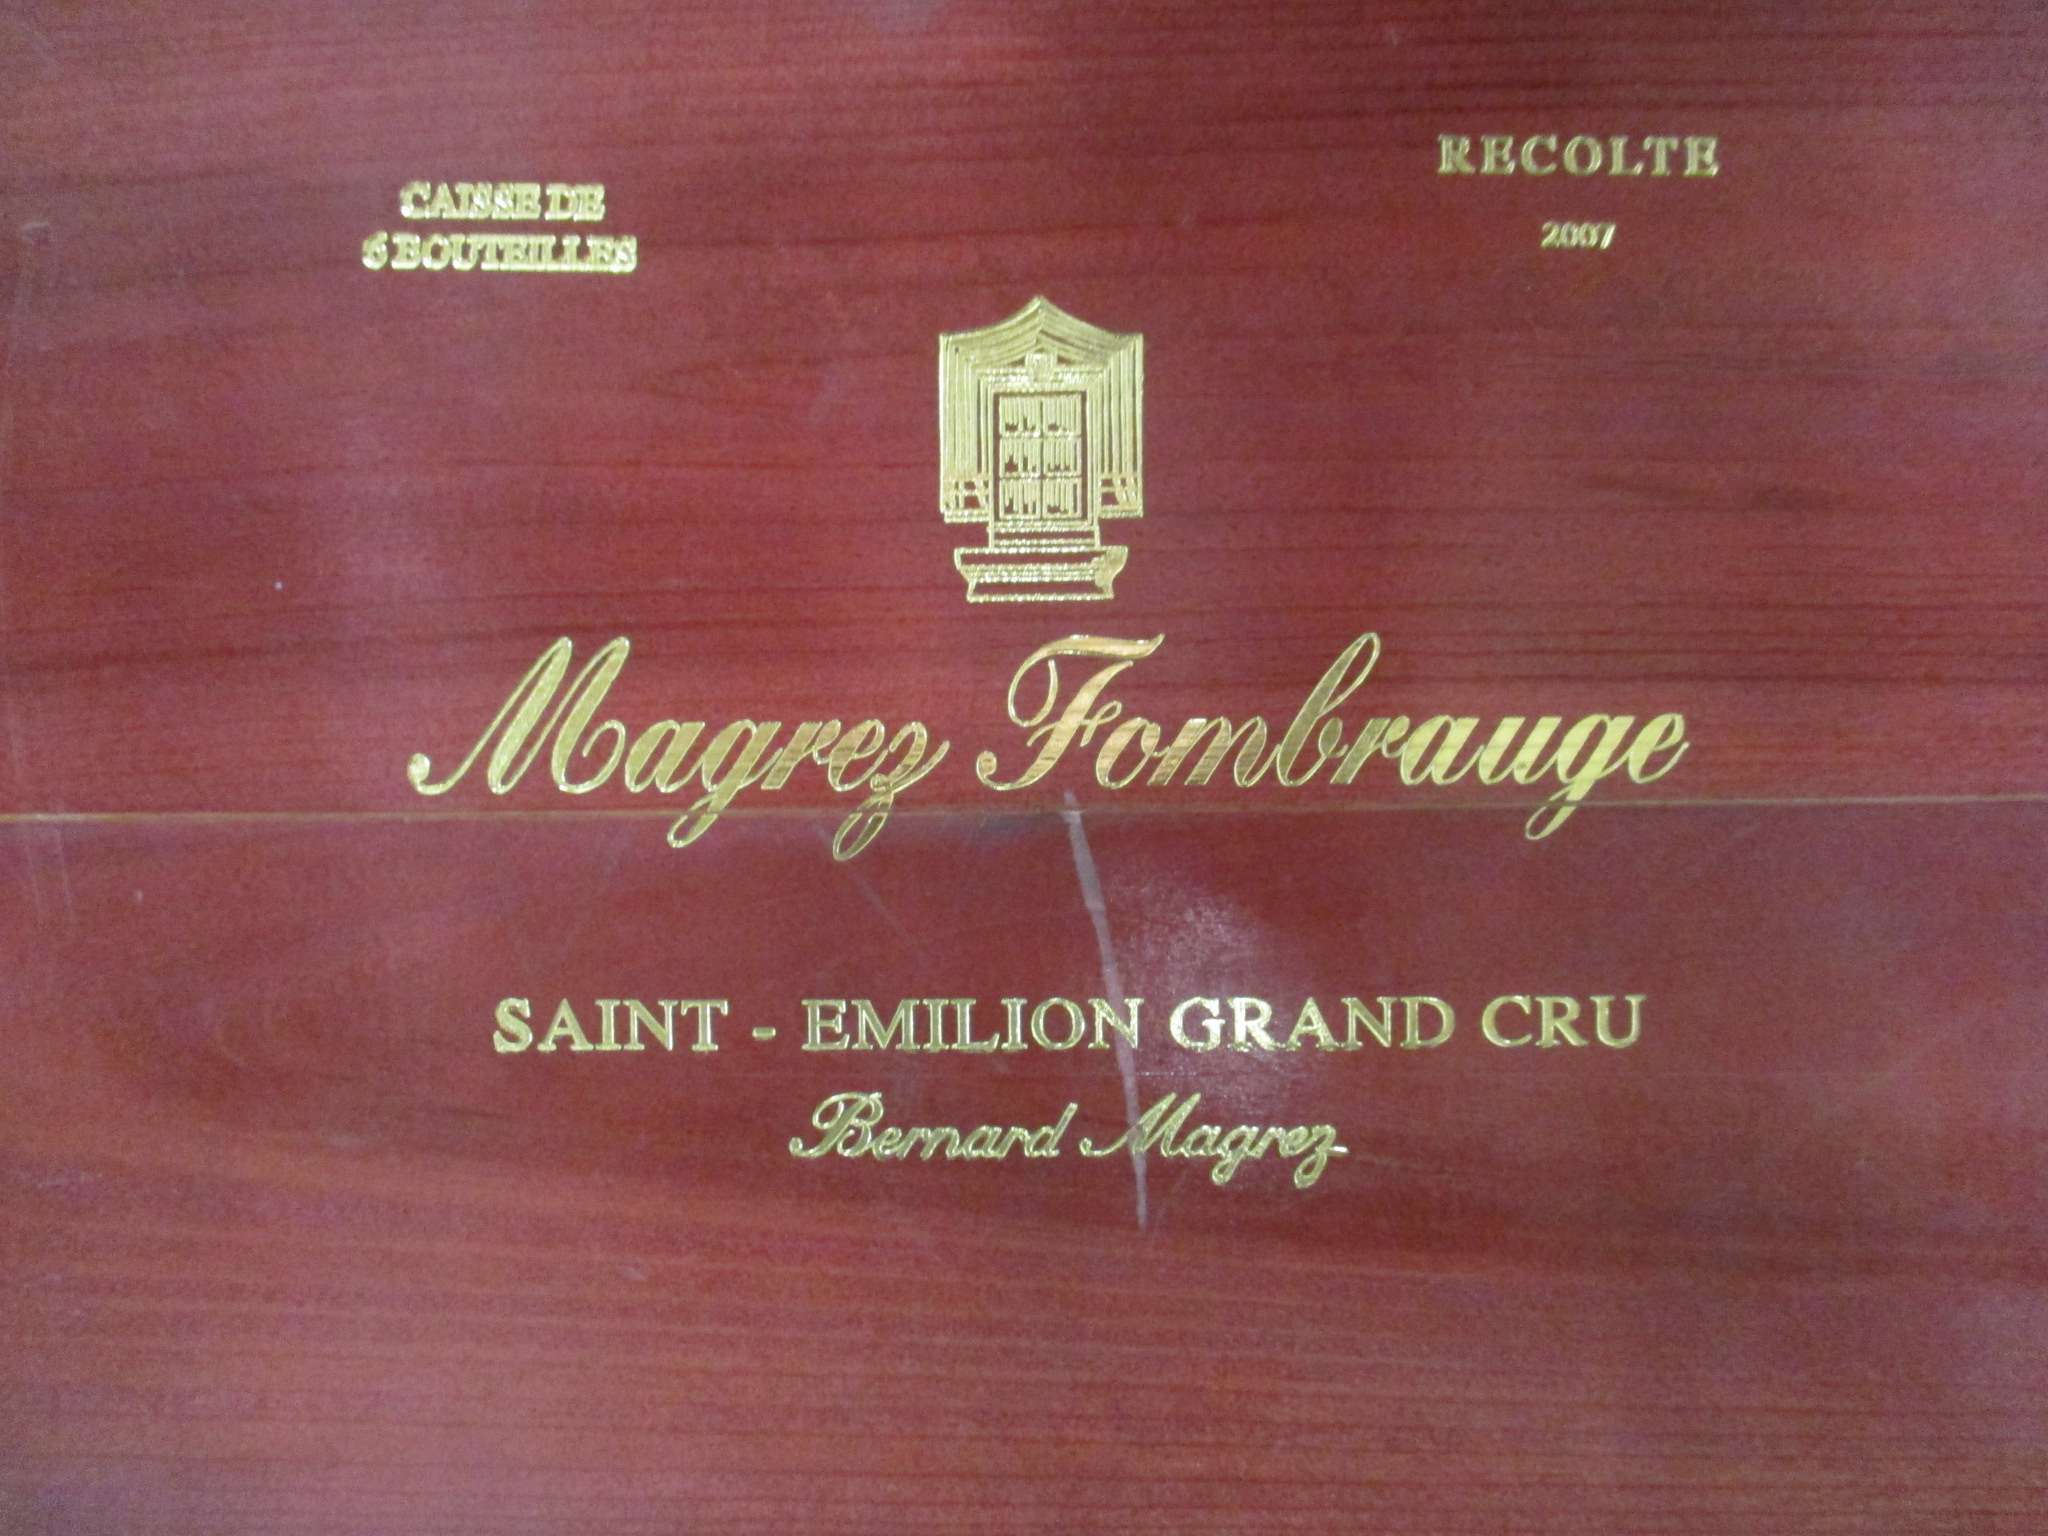 CAISSE DE
6 BOUTEILLES
RECOLTE
2007
Magrez Fombrauge
SAINT - EMILION GRAND CRU
Bernard Magrez